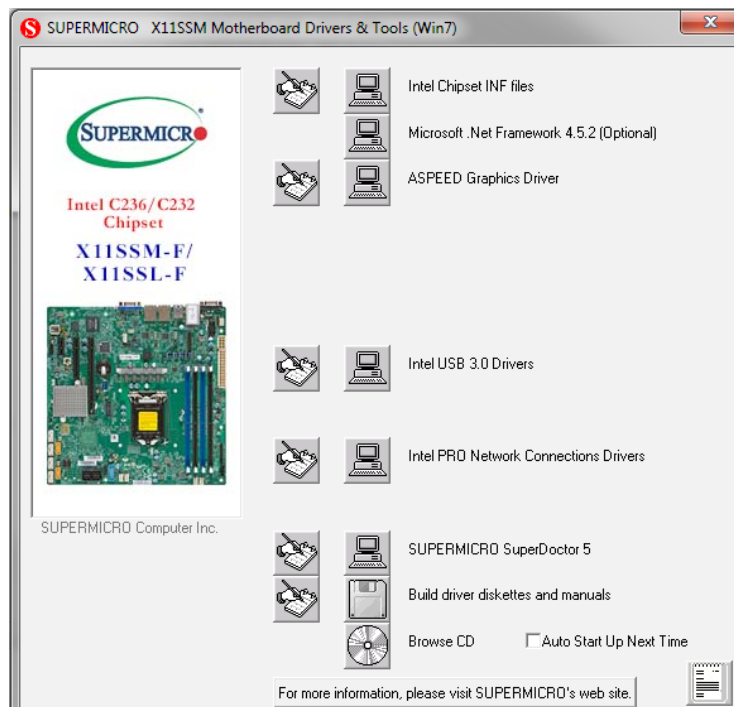 SUPERMICRO X11SSM Motherboard Drivers & Tools (Win7)
SUPERMICR
Intel C236/C232
Chipset
X11SSM-F/
X11SSL-F
SUPERMICRO Computer Inc.
Intel Chipset INF files
Microsoft .Net Framework 4.5.2 (Optional)
ASPEED Graphics Driver
Intel USB 3.0 Drivers
Intel PRO Network Connections Drivers
SUPERMICRO SuperDoctor 5
Build driver diskettes and manuals
Browse CD
Auto Start Up Next Time
For more information, please visit SUPERMICRO's web site.